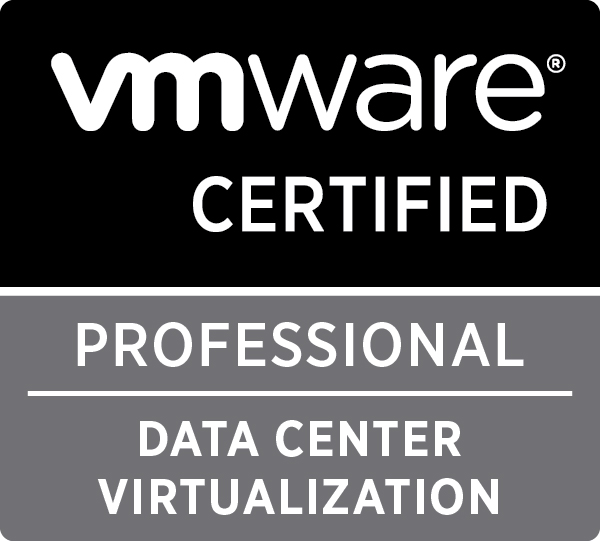 vmware®
CERTIFIED
PROFESSIONAL
DATA CENTER
VIRTUALIZATION